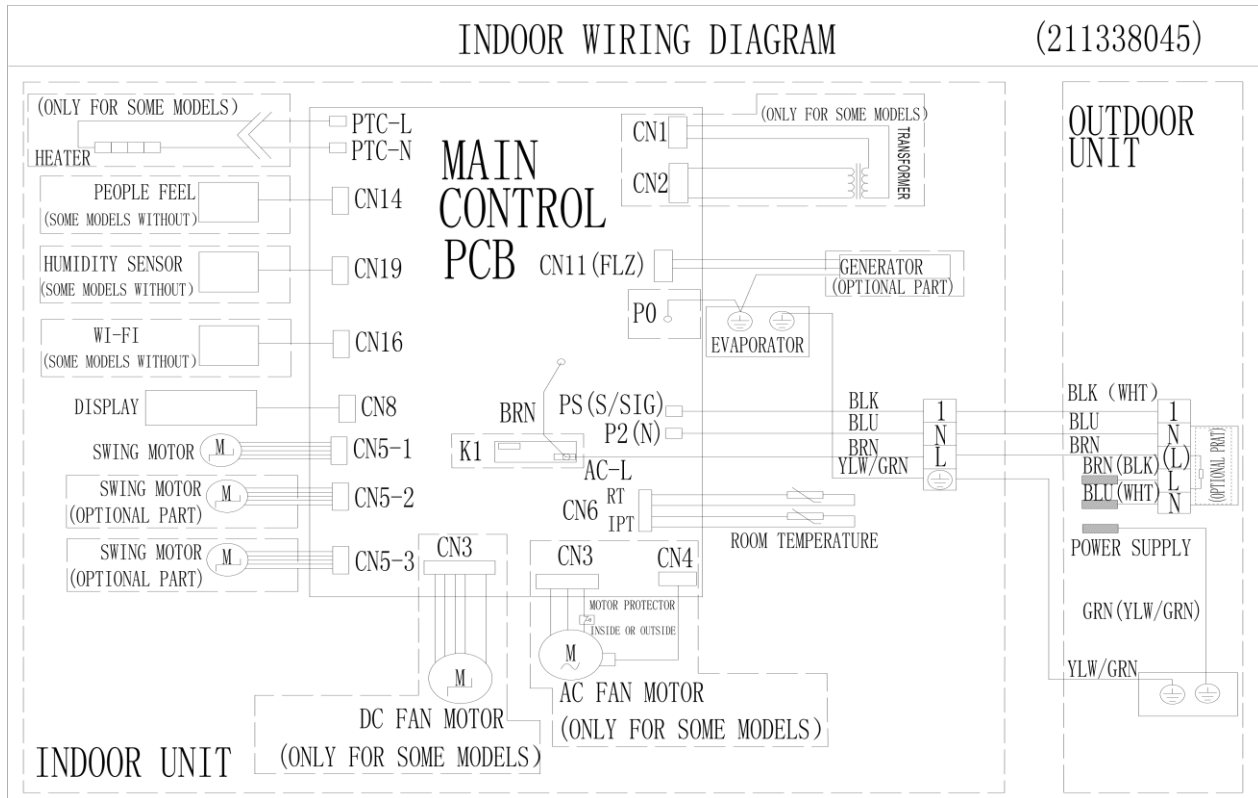 INDOOR WIRING DIAGRAM
(211338045)
(ONLY FOR SOME MODELS)
HEATER
PTC-L
PTC-N
PEOPLE FEEL
(SOME MODELS WITHOUT)
CN14
HUMIDITY SENSOR
(SOME MODELS WITHOUT)
CN19
WI-FI
(SOME MODELS WITHOUT)
CN16
DISPLAY
CN8
SWING MOTOR
M
CN5-1
SWING MOTOR
(OPTIONAL PART)
M
CN5-2
SWING MOTOR
(OPTIONAL PART)
M
CN5-3
MAIN
CONTROL
PCB
CN1
CN2
(ONLY FOR SOME MODELS)
TRANSFORMER
CN11(FLZ)
GENERATOR
(OPTIONAL PART)
P0
EVAPORATOR
BRN
K1
PS(S/SIG)
P2(N)
AC-L
BLK
BLU
BRN
YLW/GRN
1
N
L
CN6
RT
IPT
ROOM TEMPERATURE
CN3
M
DC FAN MOTOR
(ONLY FOR SOME MODELS)
CN3
CN4
MOTOR PROTECTOR
INSIDE OR OUTSIDE
M
AC FAN MOTOR
(ONLY FOR SOME MODELS)
INDOOR UNIT
OUTDOOR
UNIT
BLK (WHT)
BLU
BRN
BRN(BLK)
BLU(WHT)
1
N
(L)
L
N
(OPTIONAL PRAT)
POWER SUPPLY
GRN(YLW/GRN)
YLW/GRN